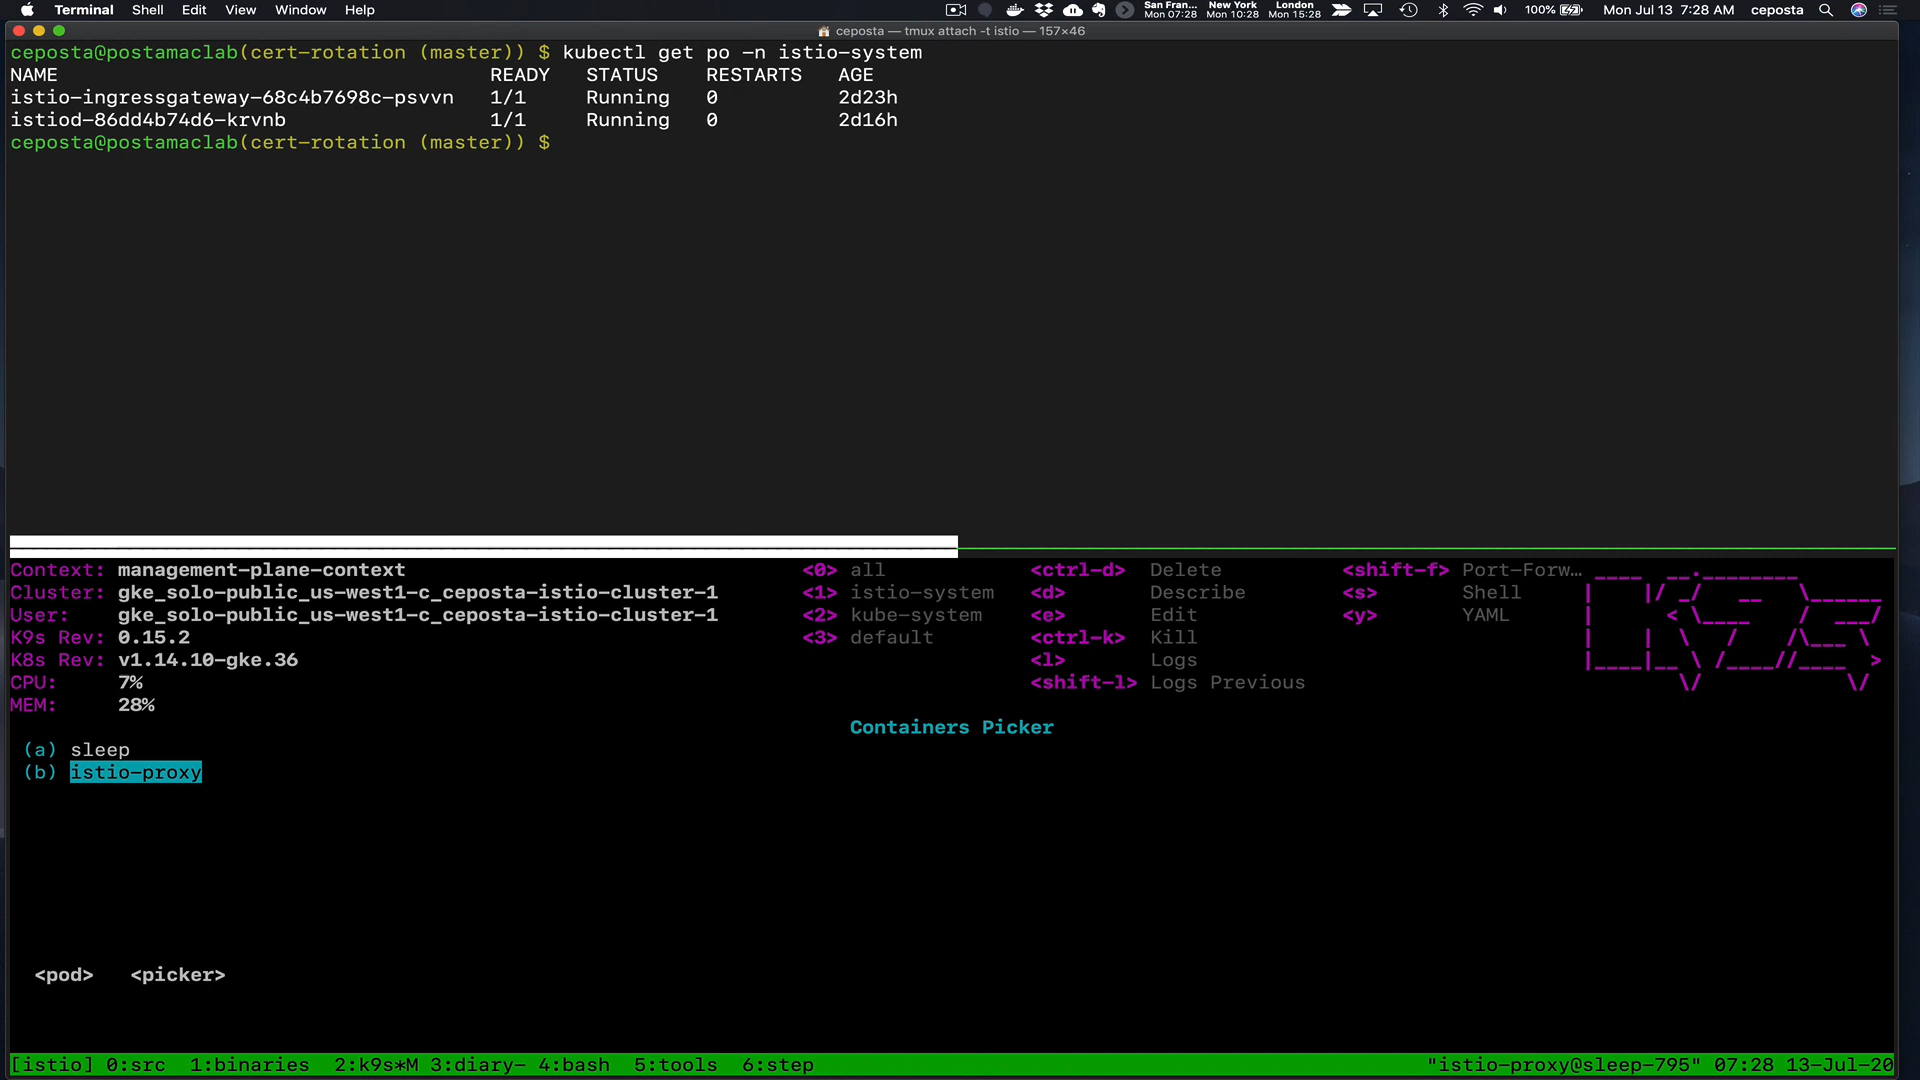 Terminal Shell Edit View Window Help
San Fran... Mon 07:28 New York Mon 10:28 London Mon 15:28 100% Mon Jul 13 7:28 AM ceposta
ceposta — tmux attach -t istio — 157×46
ceposta@postamaclab(cert-rotation (master)) $ kubectl get po -n istio-system
NAME READY STATUS RESTARTS AGE
istio-ingressgateway-68c4b7698c-psvvn 1/1 Running 0 2d23h
istiod-86dd4b74d6-krvnb 1/1 Running 0 2d16h
ceposta@postamaclab(cert-rotation (master)) $
Context: management-plane-context <0> all <ctrl-d> Delete <shift-f> Port-Forw…
Cluster: gke_solo-public_us-west1-c_ceposta-istio-cluster-1 <1> istio-system <d> Describe <s> Shell
User: gke_solo-public_us-west1-c_ceposta-istio-cluster-1 <2> kube-system <e> Edit <y> YAML
K9s Rev: 0.15.2 <3> default <ctrl-k> Kill
K8s Rev: v1.14.10-gke.36 <l> Logs
CPU: 7% <shift-l> Logs Previous
MEM: 28%
Containers Picker
(a) sleep
(b) istio-proxy
<pod> <picker>
[istio] 0:src 1:binaries 2:k9s*M 3:diary- 4:bash 5:tools 6:step "istio-proxy@sleep-795" 07:28 13-Jul-20